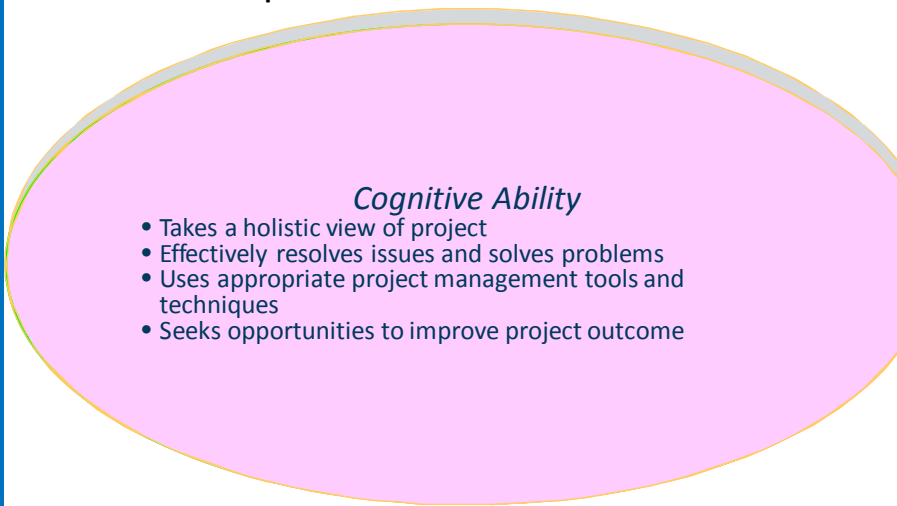 Cognitive Ability
• Takes a holistic view of project
• Effectively resolves issues and solves problems
• Uses appropriate project management tools and
techniques
• Seeks opportunities to improve project outcome